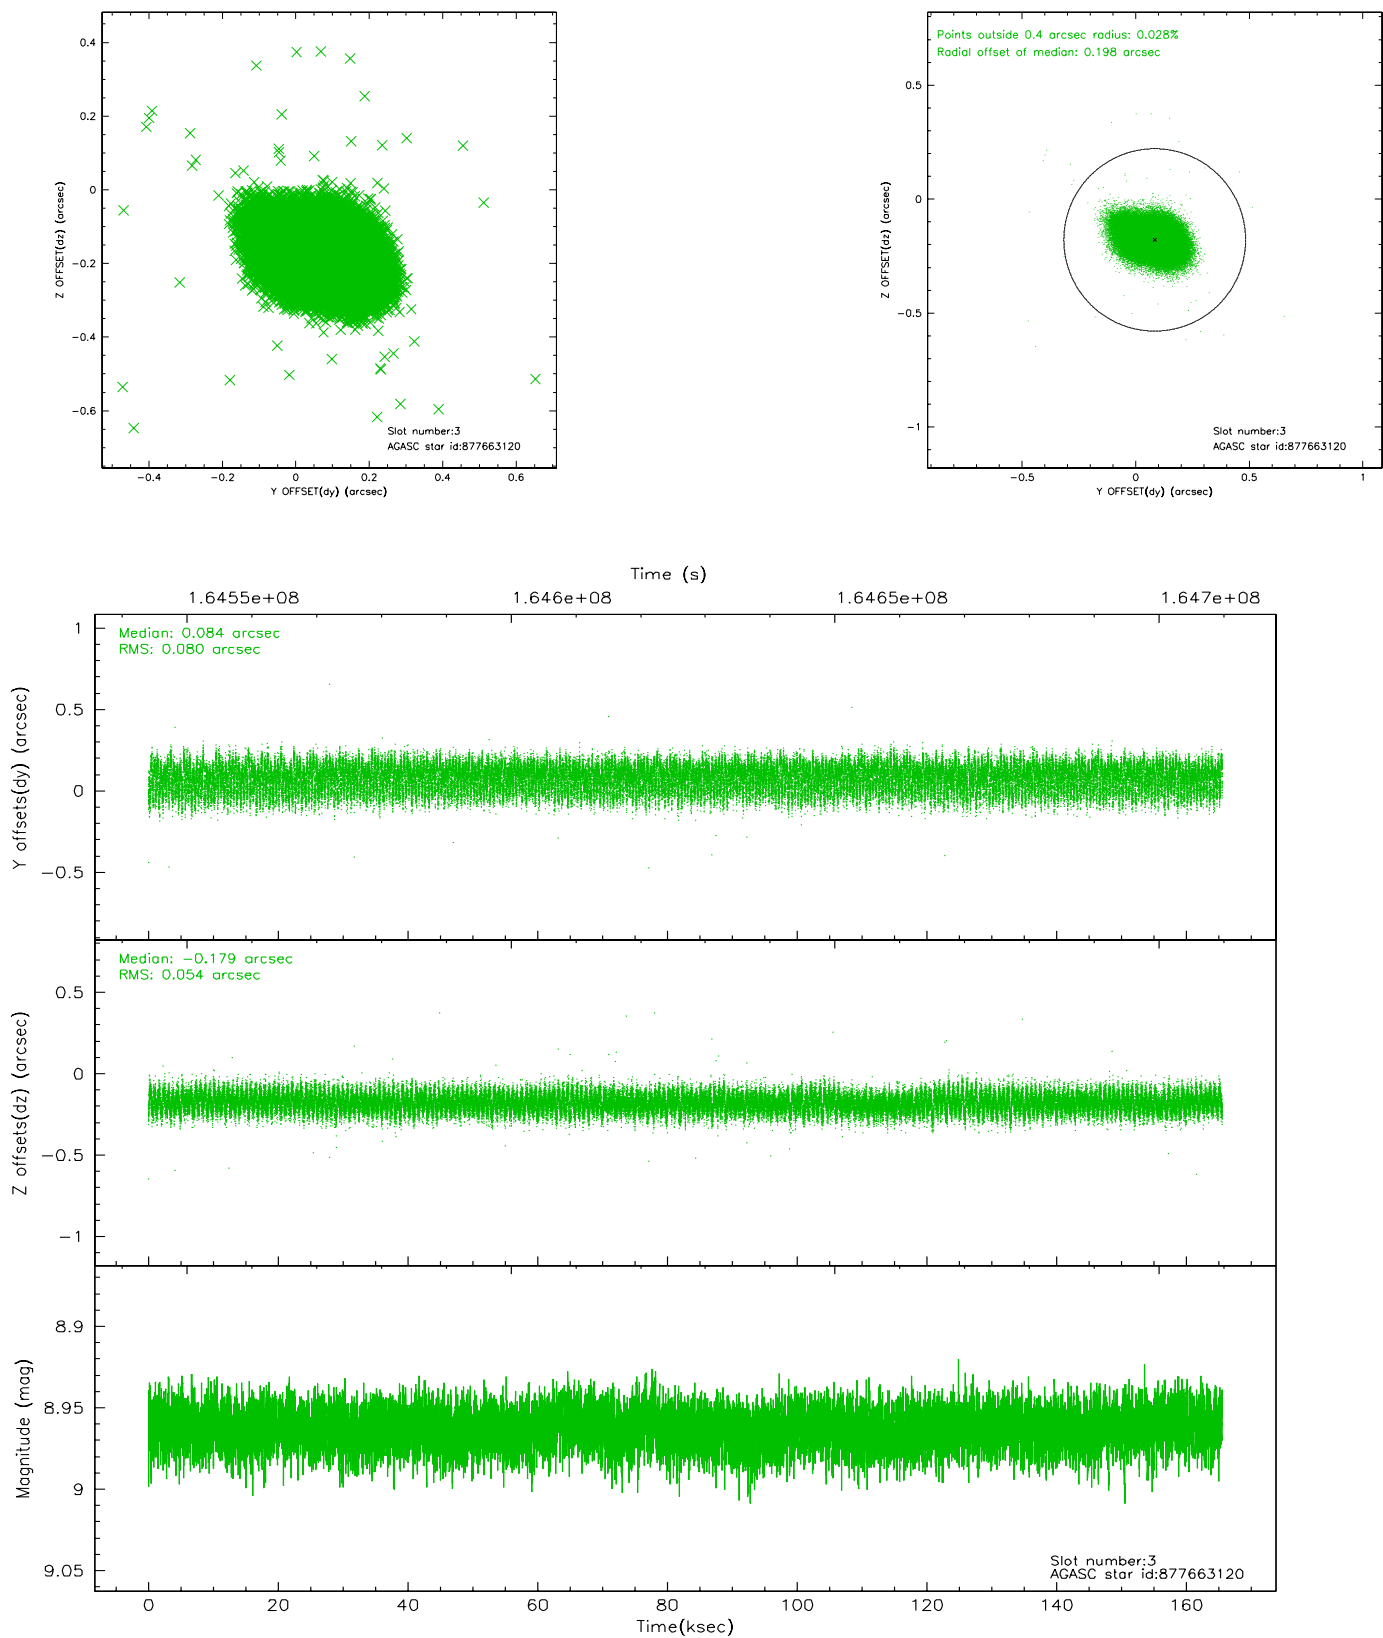 0.4
0.2
0
−0.2
−0.4
−0.6
Z OFFSET(dz) (arcsec)
Slot number:3
AGASC star id:877663120
−0.4 −0.2 0 0.2 0.4 0.6
Y OFFSET(dy) (arcsec)
Points outside 0.4 arcsec radius: 0.028%
Radial offset of median: 0.198 arcsec
0.5
0
−0.5
−1
Z OFFSET(dz) (arcsec)
Slot number:3
AGASC star id:877663120
−0.5 0 0.5 1
Y OFFSET(dy) (arcsec)
Time (s)
1.6455e+08 1.646e+08 1.6465e+08 1.647e+08
Median: 0.084 arcsec
RMS: 0.080 arcsec
1
0.5
0
−0.5
Y offsets(dy) (arcsec)
Median: −0.179 arcsec
RMS: 0.054 arcsec
0.5
0
−0.5
−1
Z offsets(dz) (arcsec)
8.9
8.95
9
9.05
Magnitude (mag)
Slot number:3
AGASC star id:877663120
0 20 40 60 80 100 120 140 160
Time(ksec)